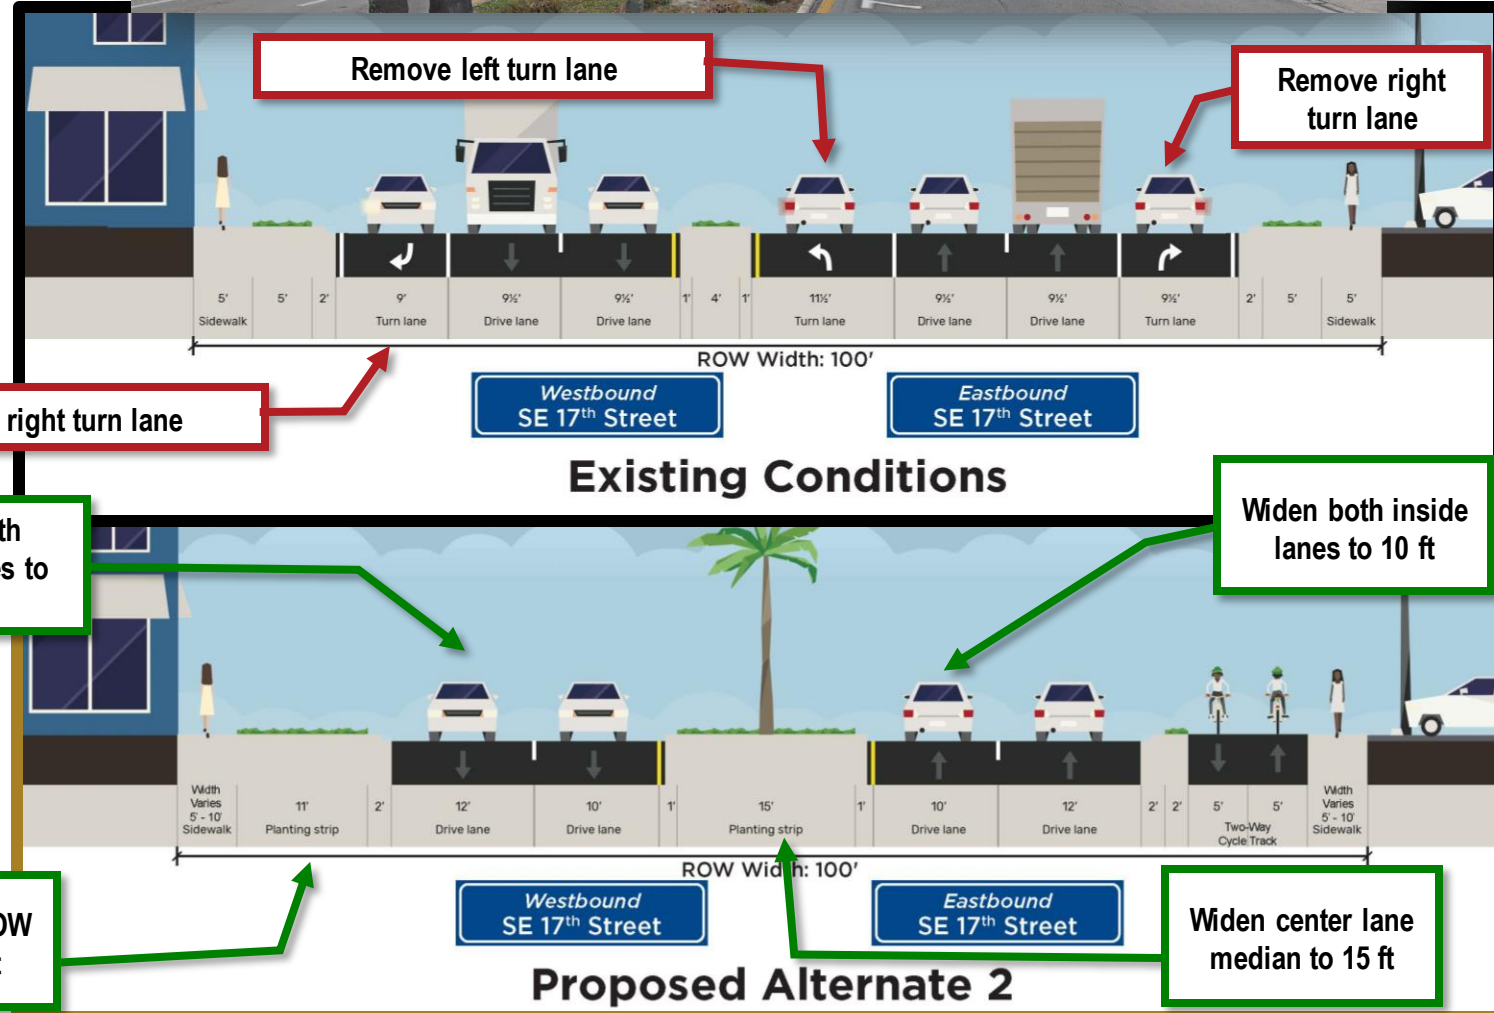 Remove left turn lane
Remove right
turn lane
5' 5' 2' 9' 9½' 9½' 1' 4' 1' 11½' 9½' 9½' 9½' 2' 5' 5'
Sidewalk Turn lane Drive lane Drive lane Turn lane Drive lane Drive lane Turn lane Sidewalk
ROW Width: 100'
right turn lane
Westbound
SE 17th Street
Eastbound
SE 17th Street
Existing Conditions
th
es to
Widen both inside
lanes to 10 ft
Width
Varies
5' - 10'
Sidewalk
11'
Planting strip
2'
12'
Drive lane
10'
Drive lane
1'
15'
Planting strip
1'
10'
Drive lane
12'
Drive lane
2' 2'
5' 5'
Two-Way
Cycle Track
Width
Varies
5' - 10'
Sidewalk
ROW Width: 100'
OW
Westbound
SE 17th Street
Eastbound
SE 17th Street
Widen center lane
median to 15 ft
Proposed Alternate 2